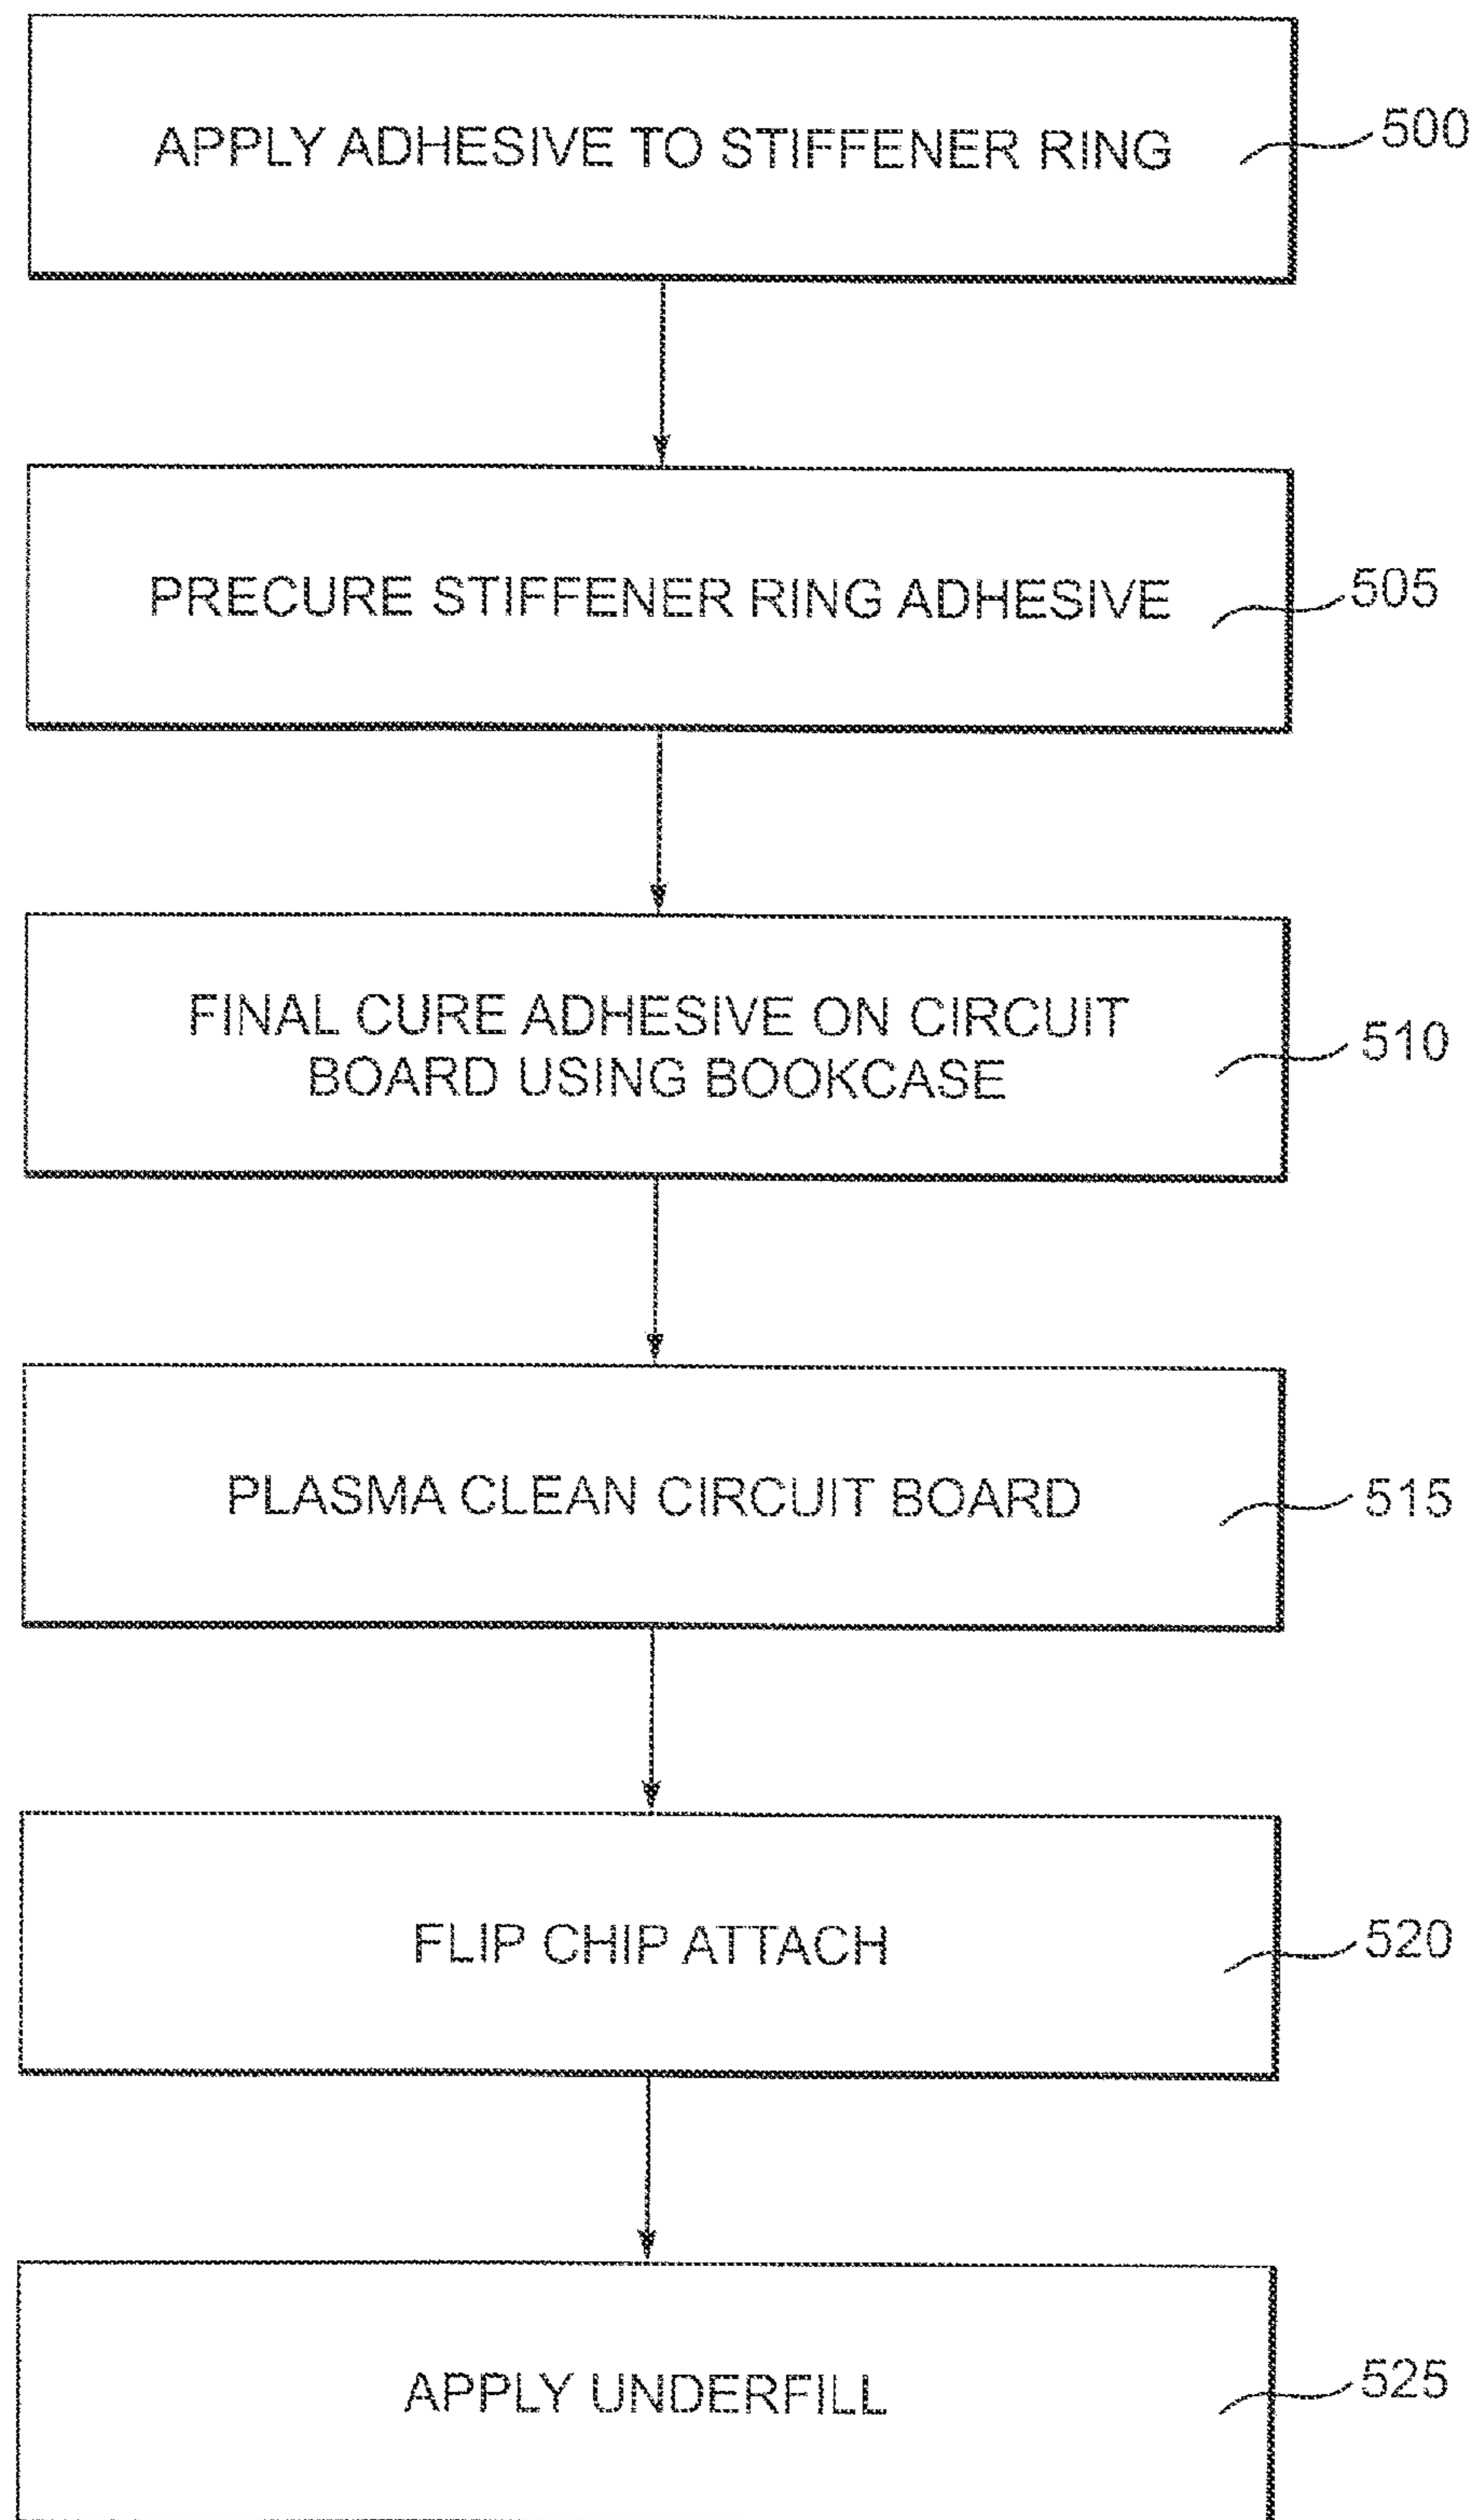 APPLY ADHESIVE TO STIFFENER RING
500
PRECURE STIFFENER RING ADHESIVE
505
FINAL CURE ADHESIVE ON CIRCUIT
BOARD USING BOOKCASE
510
PLASMA CLEAN CIRCUIT BOARD
515
FLIP CHIP ATTACH
520
APPLY UNDERFILL
525